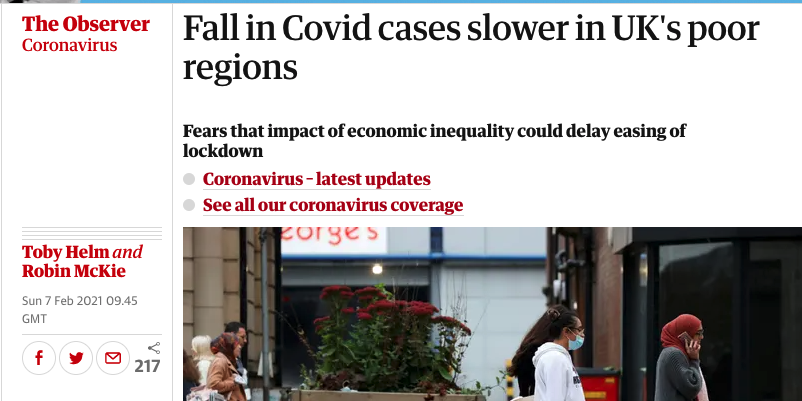 The Observer
Coronavirus
Fall in Covid cases slower in UK's poor
regions
Fears that impact of economic inequality could delay easing of
lockdown
Coronavirus – latest updates
See all our coronavirus coverage
Toby Helm and
Robin McKie
Sun 7 Feb 2021 09.45
GMT
217
eorge's